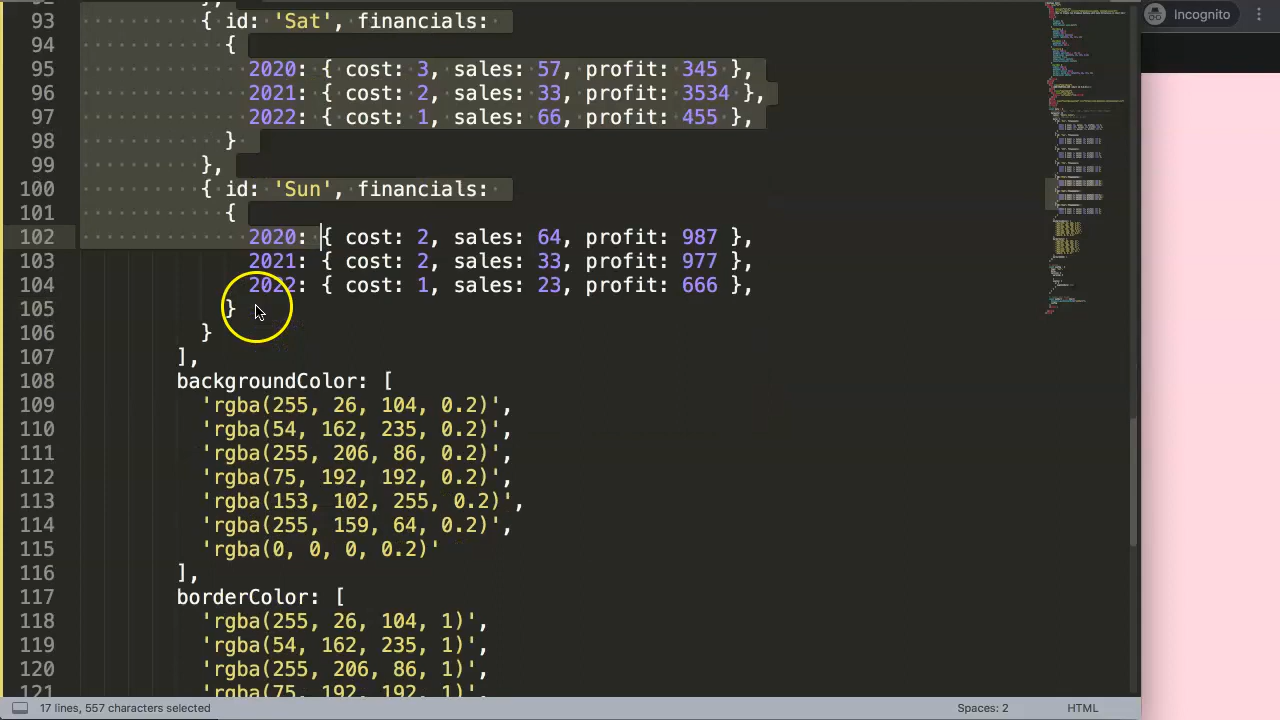 Incognito
92 },
93 { id: 'Sat', financials:
94 {
95 2020: { cost: 3, sales: 57, profit: 345 },
96 2021: { cost: 2, sales: 33, profit: 3534 },
97 2022: { cost: 1, sales: 66, profit: 455 },
98 }
99 },
100 { id: 'Sun', financials:
101 {
102 2020: { cost: 2, sales: 64, profit: 987 },
103 2021: { cost: 2, sales: 33, profit: 977 },
104 2022: { cost: 1, sales: 23, profit: 666 },
105 }
106 }
107 ],
108 backgroundColor: [
109 'rgba(255, 26, 104, 0.2)',
110 'rgba(54, 162, 235, 0.2)',
111 'rgba(255, 206, 86, 0.2)',
112 'rgba(75, 192, 192, 0.2)',
113 'rgba(153, 102, 255, 0.2)',
114 'rgba(255, 159, 64, 0.2)',
115 'rgba(0, 0, 0, 0.2)'
116 ],
117 borderColor: [
118 'rgba(255, 26, 104, 1)',
119 'rgba(54, 162, 235, 1)',
120 'rgba(255, 206, 86, 1)',
121 'rgba(75, 192, 192, 1)',
17 lines, 557 characters selected Spaces: 2 HTML